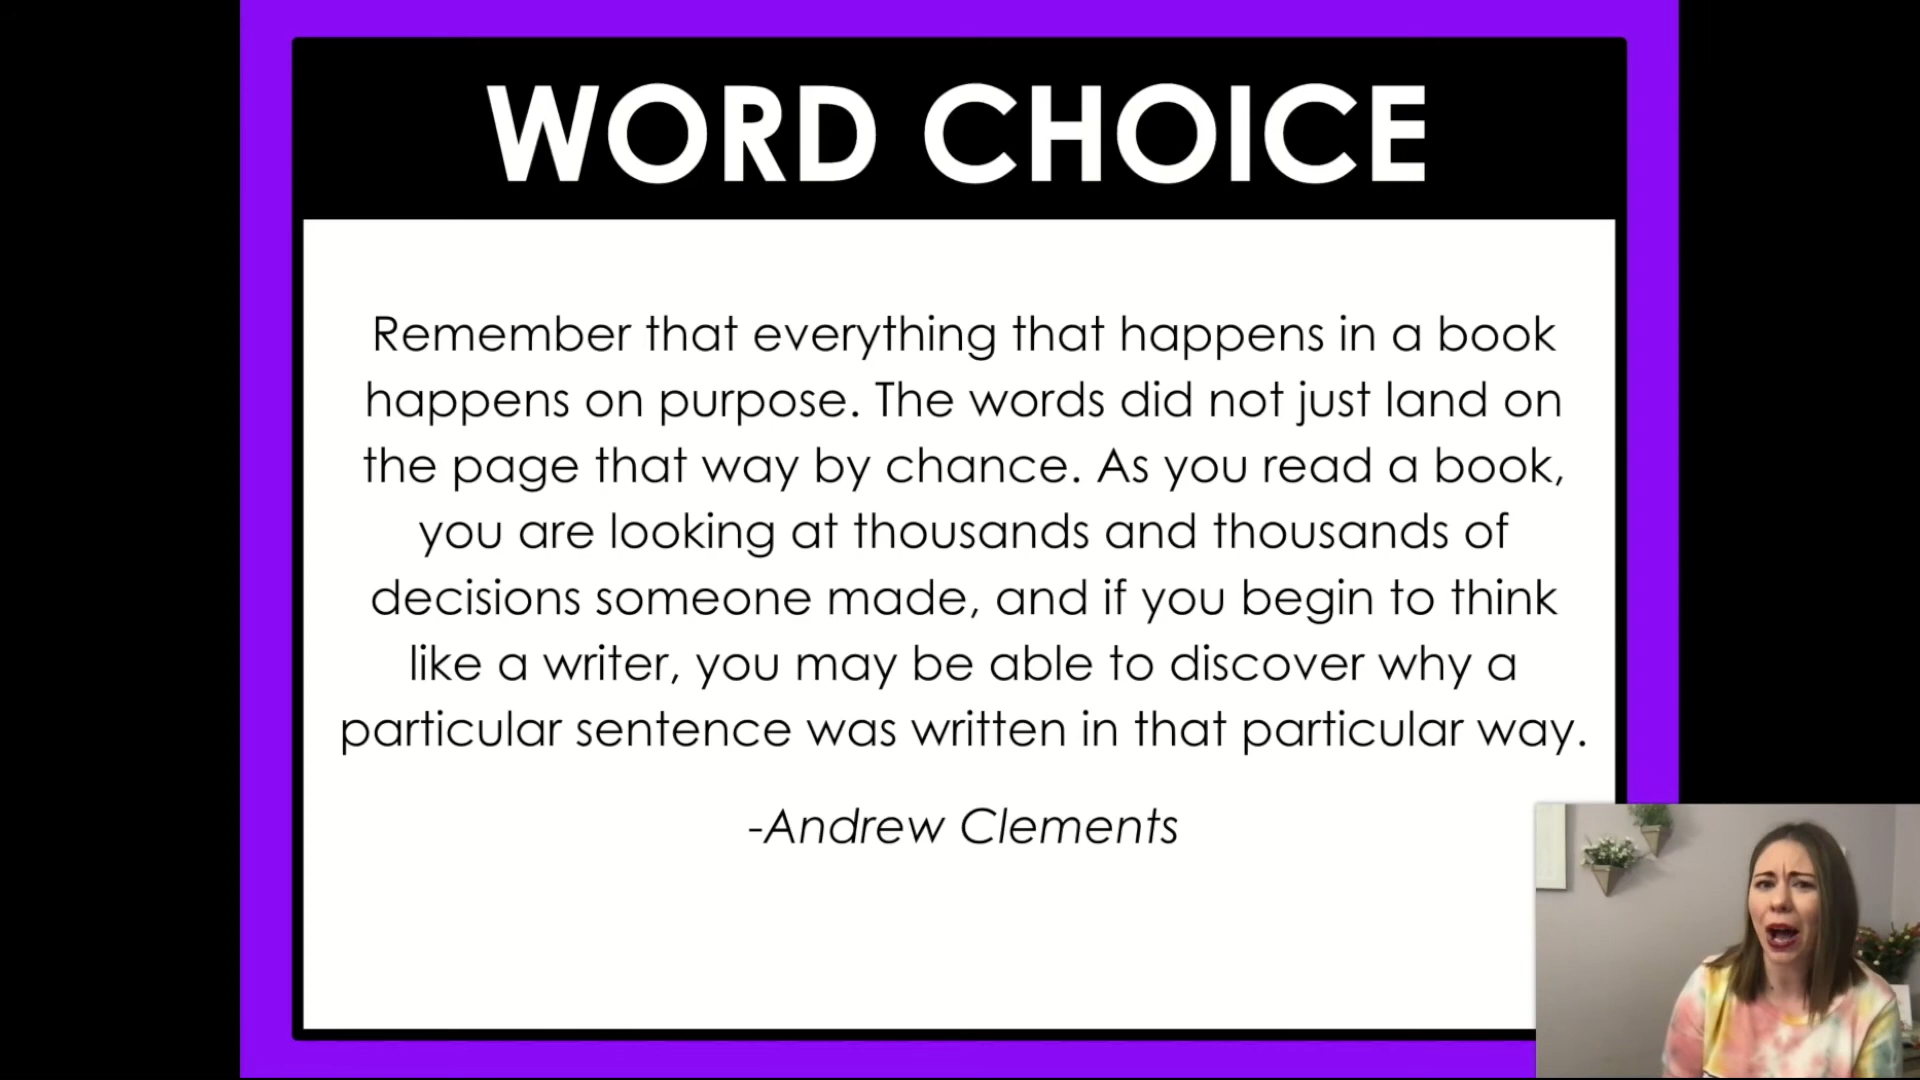 WORD CHOICE
Remember that everything that happens in a book
happens on purpose. The words did not just land on
the page that way by chance. As you read a book,
you are looking at thousands and thousands of
decisions someone made, and if you begin to think
like a writer, you may be able to discover why a
particular sentence was written in that particular way.
-Andrew Clements